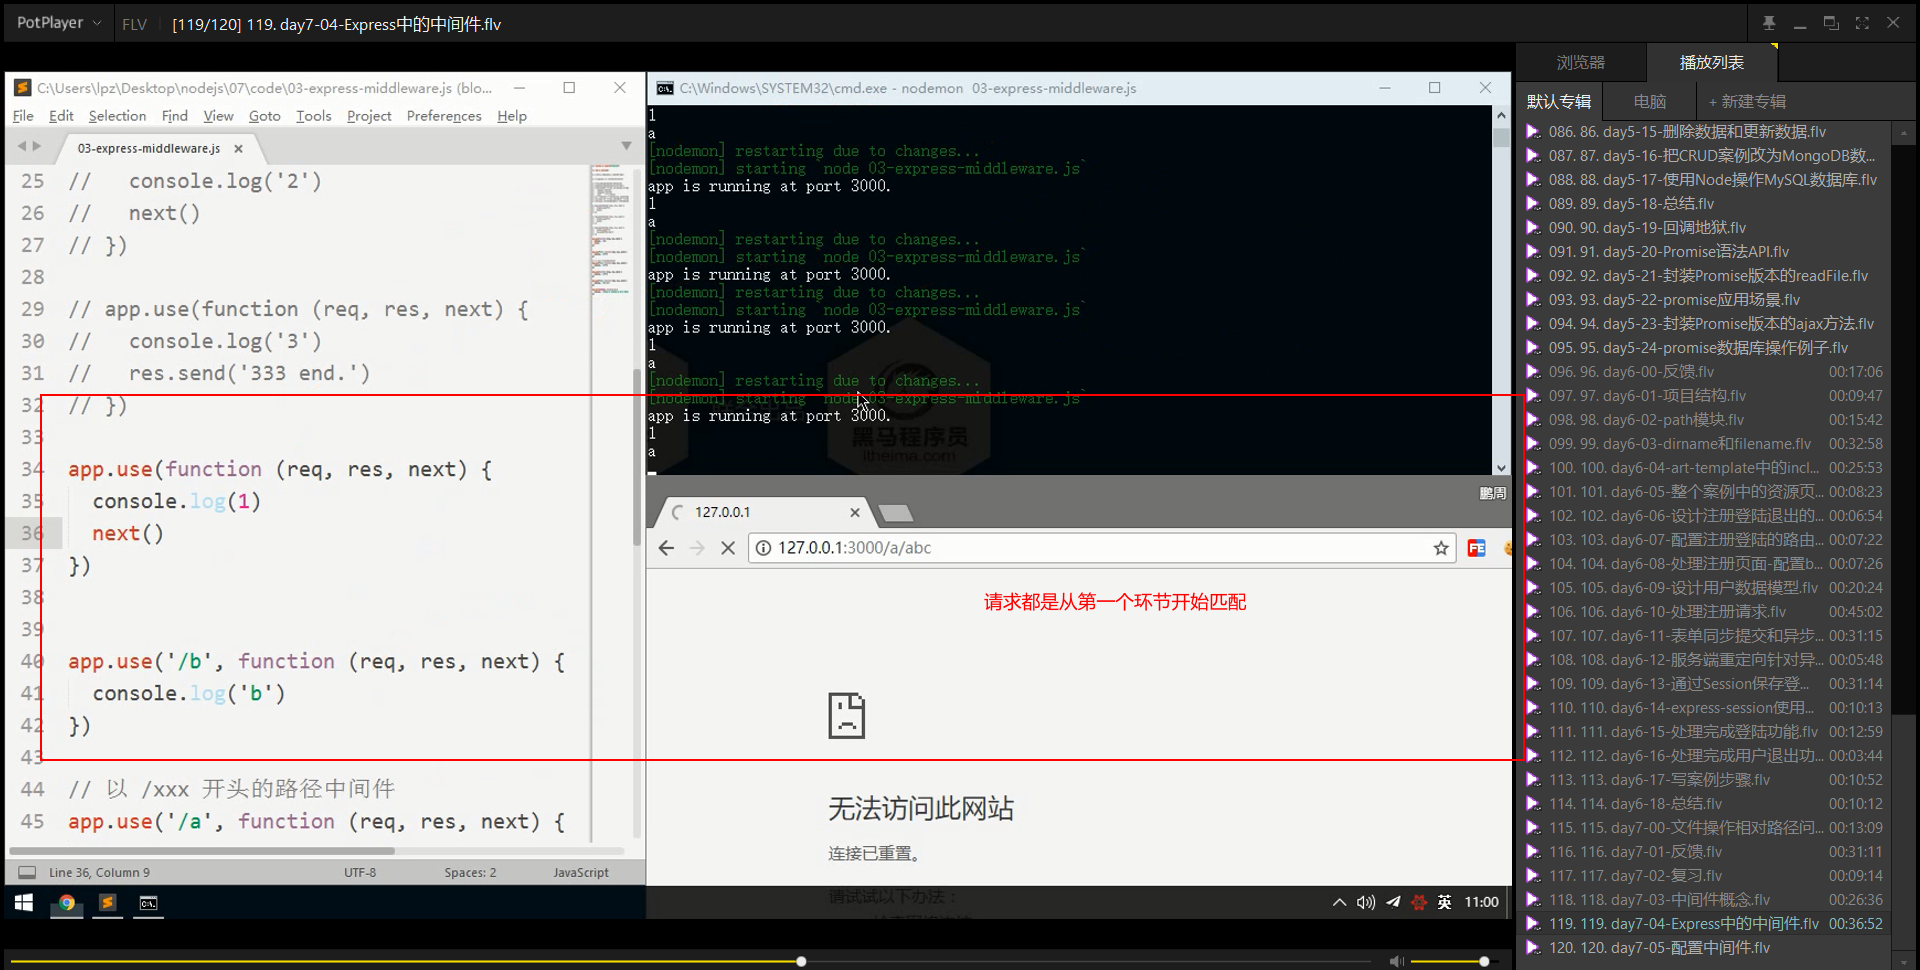 PotPlayer
FLV
[119/120] 119. day7-04-Express中的中间件.flv
C:\Users\lpz\Desktop\nodejs\07\code\03-express-middleware.js (blo...
File Edit Selection Find View Goto Tools Project Preferences Help
03-express-middleware.js
25 //   console.log('2')
26 //   next()
27 // })
28
29 // app.use(function (req, res, next) {
30 //   console.log('3')
31 //   res.send('333 end.')
32 // })
33
34 app.use(function (req, res, next) {
35   console.log(1)
36   next()
37 })
38
39
40 app.use('/b', function (req, res, next) {
41   console.log('b')
42 })
43
44 // 以 /xxx 开头的路径中间件
45 app.use('/a', function (req, res, next) {
Line 36, Column 9
UTF-8
Spaces: 2
JavaScript
C:\Windows\SYSTEM32\cmd.exe - nodemon  03-express-middleware.js
1
a
[nodemon] restarting due to changes...
[nodemon] starting `node 03-express-middleware.js`
app is running at port 3000.
1
a
[nodemon] restarting due to changes...
[nodemon] starting `node 03-express-middleware.js`
app is running at port 3000.
[nodemon] restarting due to changes...
[nodemon] starting `node 03-express-middleware.js`
app is running at port 3000.
1
a
[nodemon] restarting due to changes...
[nodemon] starting `node 03-express-middleware.js`
app is running at port 3000.
1
a
黑马程序员
itheima.com
鹏周
127.0.0.1
127.0.0.1:3000/a/abc
FE
请求都是从第一个环节开始匹配
无法访问此网站
连接已重置。
请试试以下办法：
英
11:00
浏览器
播放列表
默认专辑
电脑
+ 新建专辑
086. 86. day5-15-删除数据和更新数据.flv
087. 87. day5-16-把CRUD案例改为MongoDB数...
088. 88. day5-17-使用Node操作MySQL数据库.flv
089. 89. day5-18-总结.flv
090. 90. day5-19-回调地狱.flv
091. 91. day5-20-Promise语法API.flv
092. 92. day5-21-封装Promise版本的readFile.flv
093. 93. day5-22-promise应用场景.flv
094. 94. day5-23-封装Promise版本的ajax方法.flv
095. 95. day5-24-promise数据库操作例子.flv
096. 96. day6-00-反馈.flv 00:17:06
097. 97. day6-01-项目结构.flv 00:09:47
098. 98. day6-02-path模块.flv 00:15:42
099. 99. day6-03-dirname和filename.flv 00:32:58
100. 100. day6-04-art-template中的incl... 00:25:53
101. 101. day6-05-整个案例中的资源页... 00:08:23
102. 102. day6-06-设计注册登陆退出的... 00:06:54
103. 103. day6-07-配置注册登陆的路由... 00:07:22
104. 104. day6-08-处理注册页面-配置b... 00:07:26
105. 105. day6-09-设计用户数据模型.flv 00:20:24
106. 106. day6-10-处理注册请求.flv 00:45:02
107. 107. day6-11-表单同步提交和异步... 00:31:15
108. 108. day6-12-服务端重定向针对异... 00:05:48
109. 109. day6-13-通过Session保存登... 00:31:14
110. 110. day6-14-express-session使用... 00:10:13
111. 111. day6-15-处理完成登陆功能.flv 00:12:59
112. 112. day6-16-处理完成用户退出功... 00:03:44
113. 113. day6-17-写案例步骤.flv 00:10:52
114. 114. day6-18-总结.flv 00:10:12
115. 115. day7-00-文件操作相对路径问... 00:13:09
116. 116. day7-01-反馈.flv 00:31:11
117. 117. day7-02-复习.flv 00:09:14
118. 118. day7-03-中间件概念.flv 00:26:36
119. 119. day7-04-Express中的中间件.flv 00:36:52
120. 120. day7-05-配置中间件.flv